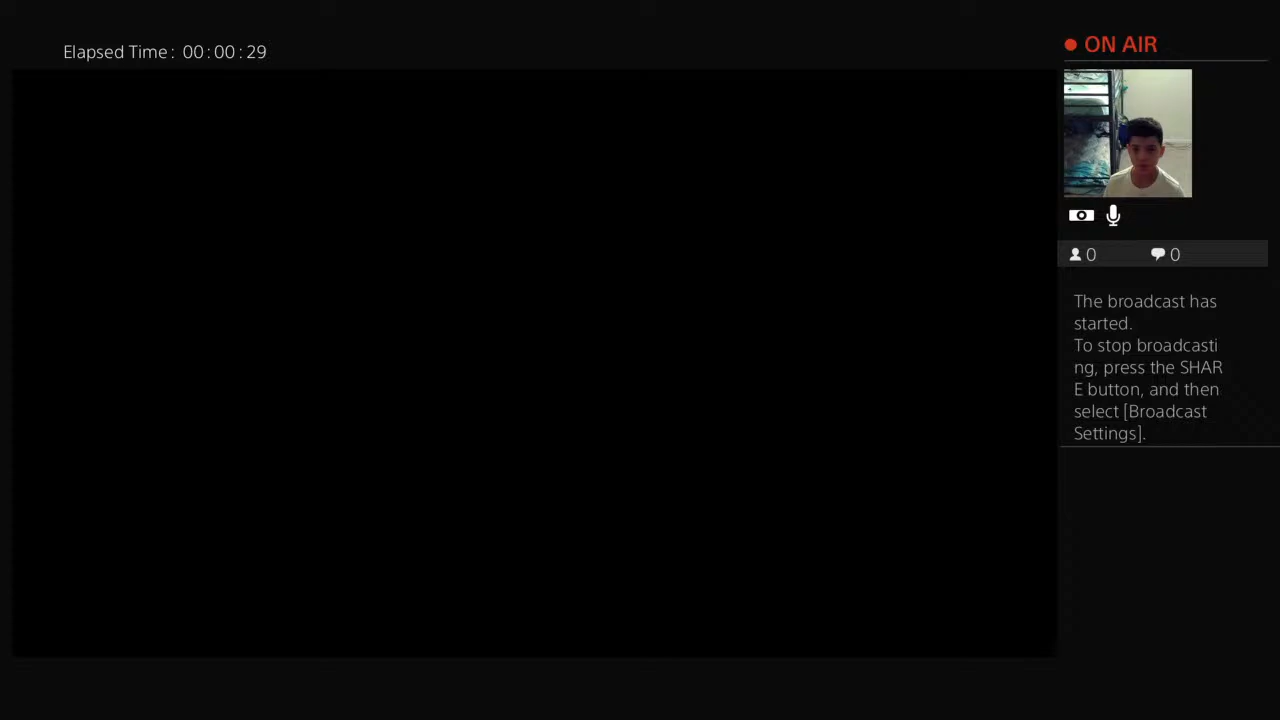 Elapsed Time: 00:00:29
ON AIR
0 0
The broadcast has
started.
To stop broadcasti
ng, press the SHAR
E button, and then
select [Broadcast
Settings].